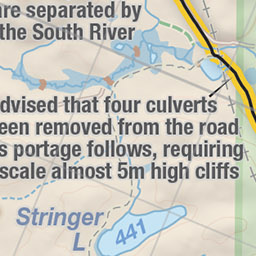 are separated by
the South River
dvised that four culverts
een removed from the road
s portage follows, requiring
scale almost 5m high cliffs
Stringer
L
441